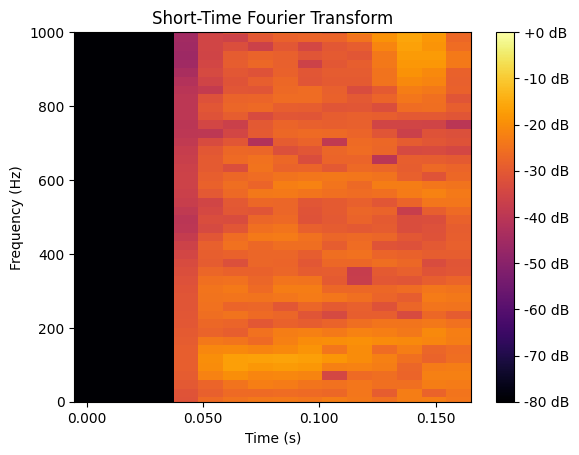 Short-Time Fourier Transform
1000
800
600
400
200
0
Frequency (Hz)
0.000
0.050
0.100
0.150
Time (s)
+0 dB
-10 dB
-20 dB
-30 dB
-40 dB
-50 dB
-60 dB
-70 dB
-80 dB